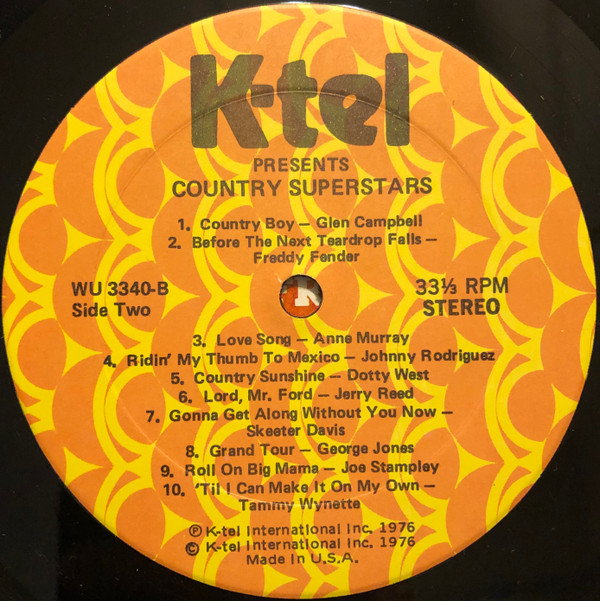 K-tel
PRESENTS
COUNTRY SUPERSTARS
1. Country Boy – Glen Campbell
2. Before The Next Teardrop Falls –
Freddy Fender
WU 3340-B
Side Two
33⅓ RPM
STEREO
3. Love Song – Anne Murray
4. Ridin' My Thumb To Mexico – Johnny Rodriguez
5. Country Sunshine – Dotty West
6. Lord, Mr. Ford – Jerry Reed
7. Gonna Get Along Without You Now –
Skeeter Davis
8. Grand Tour – George Jones
9. Roll On Big Mama – Joe Stampley
10. 'Til I Can Make It On My Own –
Tammy Wynette
℗ K-tel International Inc. 1976
© K-tel International Inc. 1976
Made In U.S.A.